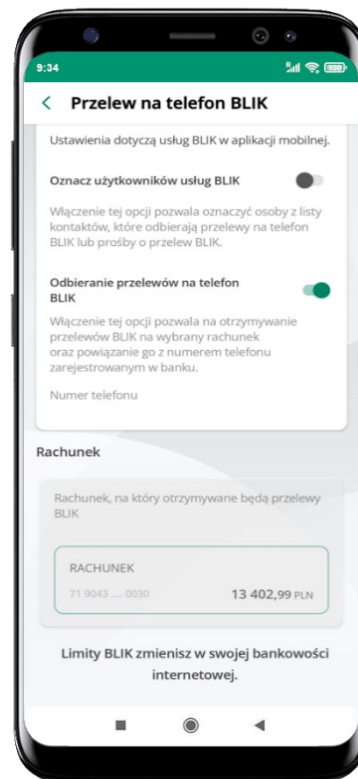 9:34
Przelew na telefon BLIK
Ustawienia dotyczą usług BLIK w aplikacji mobilnej.
Oznacz użytkowników usług BLIK
Włączenie tej opcji pozwala oznaczyć osoby z listy
kontaktów, które odbierają przelewy na telefon
BLIK lub prośby o przelew BLIK.
Odbieranie przelewów na telefon
BLIK
Włączenie tej opcji pozwala na otrzymywanie
przelewów BLIK na wybrany rachunek
oraz powiązanie go z numerem telefonu
zarejestrowanym w banku.
Numer telefonu
Rachunek
Rachunek, na który otrzymywane będą przelewy
BLIK
RACHUNEK
71 9043 .... 0030 13 402,99 PLN
Limity BLIK zmienisz w swojej bankowości
internetowej.